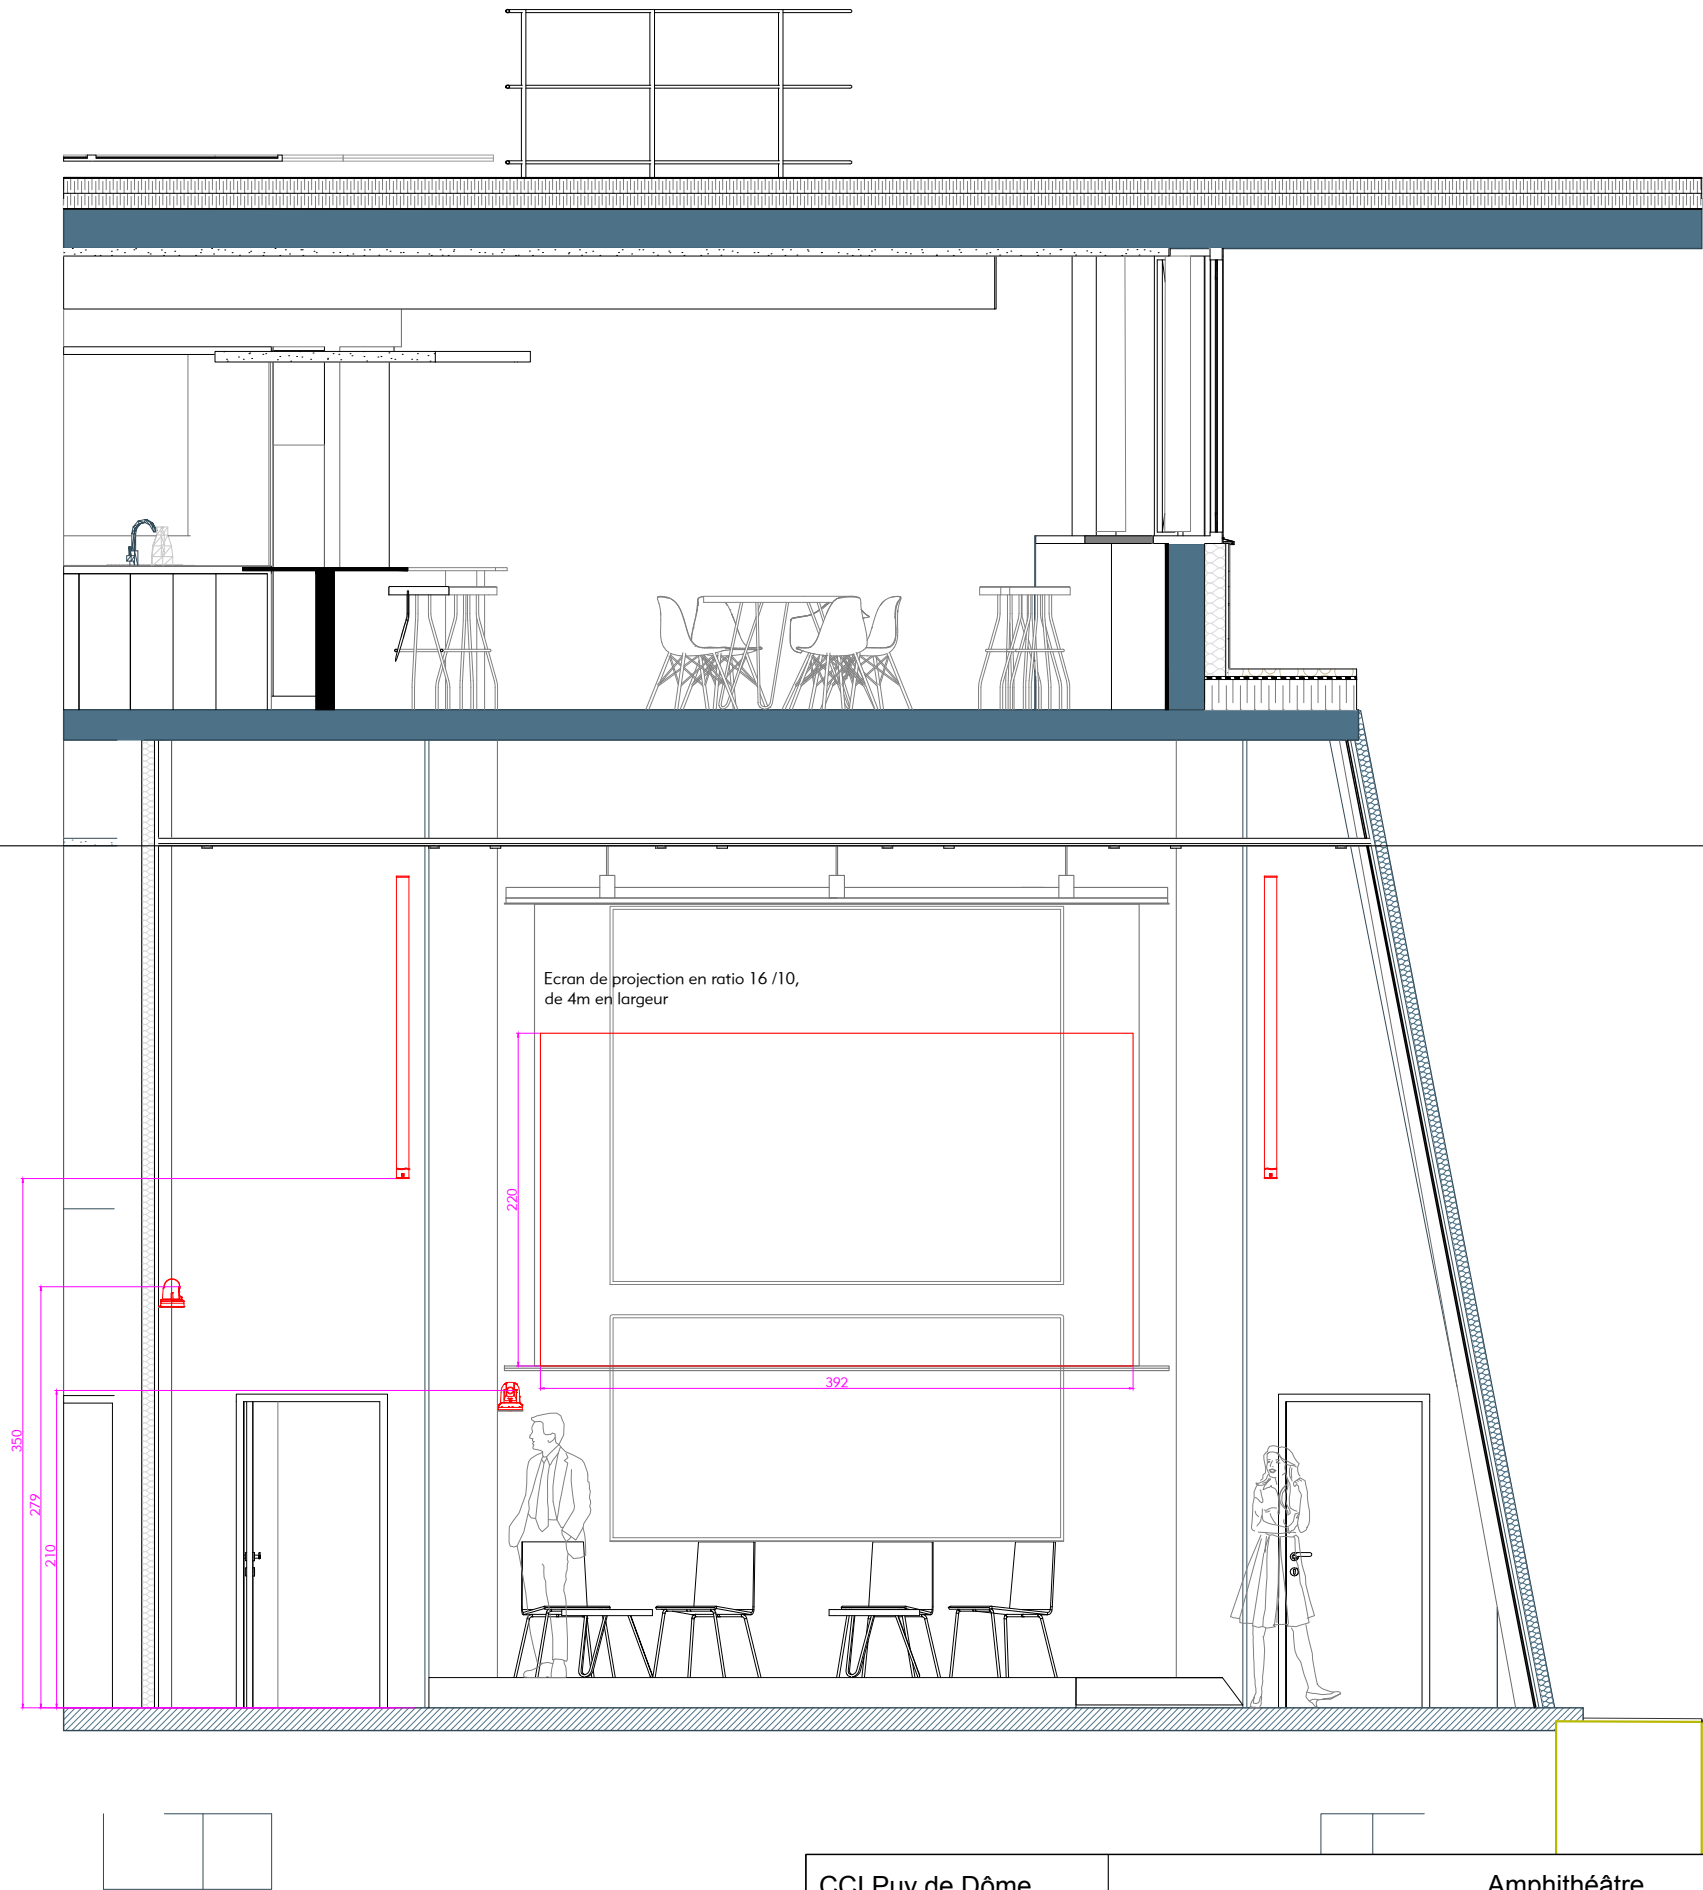 Ecran de projection en ratio 16 /10,
de 4m en largeur
220
392
350
279
210
CCI Puy de Dôme
Amphithéâtre